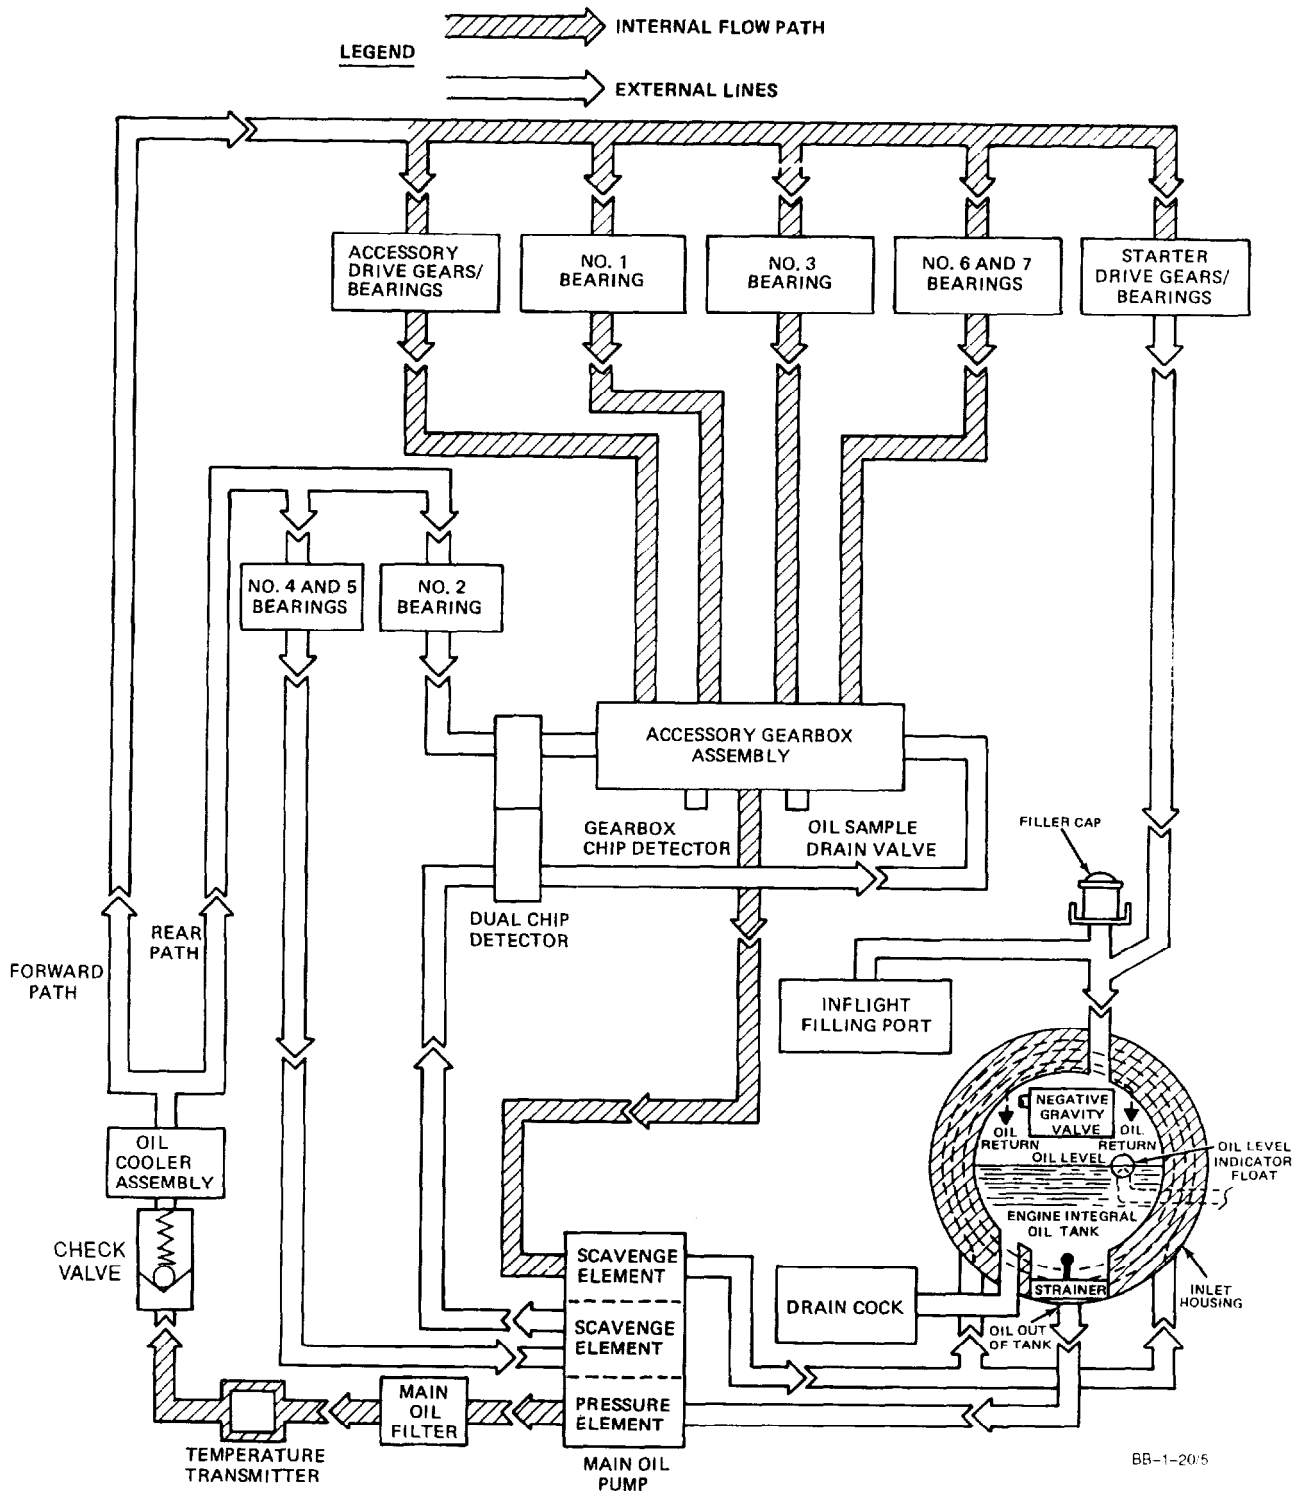 LEGEND
INTERNAL FLOW PATH
EXTERNAL LINES
ACCESSORY
DRIVE GEARS/
BEARINGS
NO. 1
BEARING
NO. 3
BEARING
NO. 6 AND 7
BEARINGS
STARTER
DRIVE GEARS/
BEARINGS
NO. 4 AND 5
BEARINGS
NO. 2
BEARING
ACCESSORY GEARBOX
ASSEMBLY
GEARBOX
CHIP DETECTOR
OIL SAMPLE
DRAIN VALVE
FILLER CAP
DUAL CHIP
DETECTOR
REAR
PATH
FORWARD
PATH
INFLIGHT
FILLING PORT
NEGATIVE
GRAVITY
VALVE
OIL
RETURN
OIL
RETURN
OIL LEVEL
OIL LEVEL
INDICATOR
FLOAT
ENGINE INTEGRAL
OIL TANK
OIL
COOLER
ASSEMBLY
CHECK
VALVE
SCAVENGE
ELEMENT
SCAVENGE
ELEMENT
PRESSURE
ELEMENT
DRAIN COCK
STRAINER
INLET
HOUSING
OIL OUT
OF TANK
MAIN
OIL
FILTER
TEMPERATURE
TRANSMITTER
MAIN OIL
PUMP
BB-1-20/5